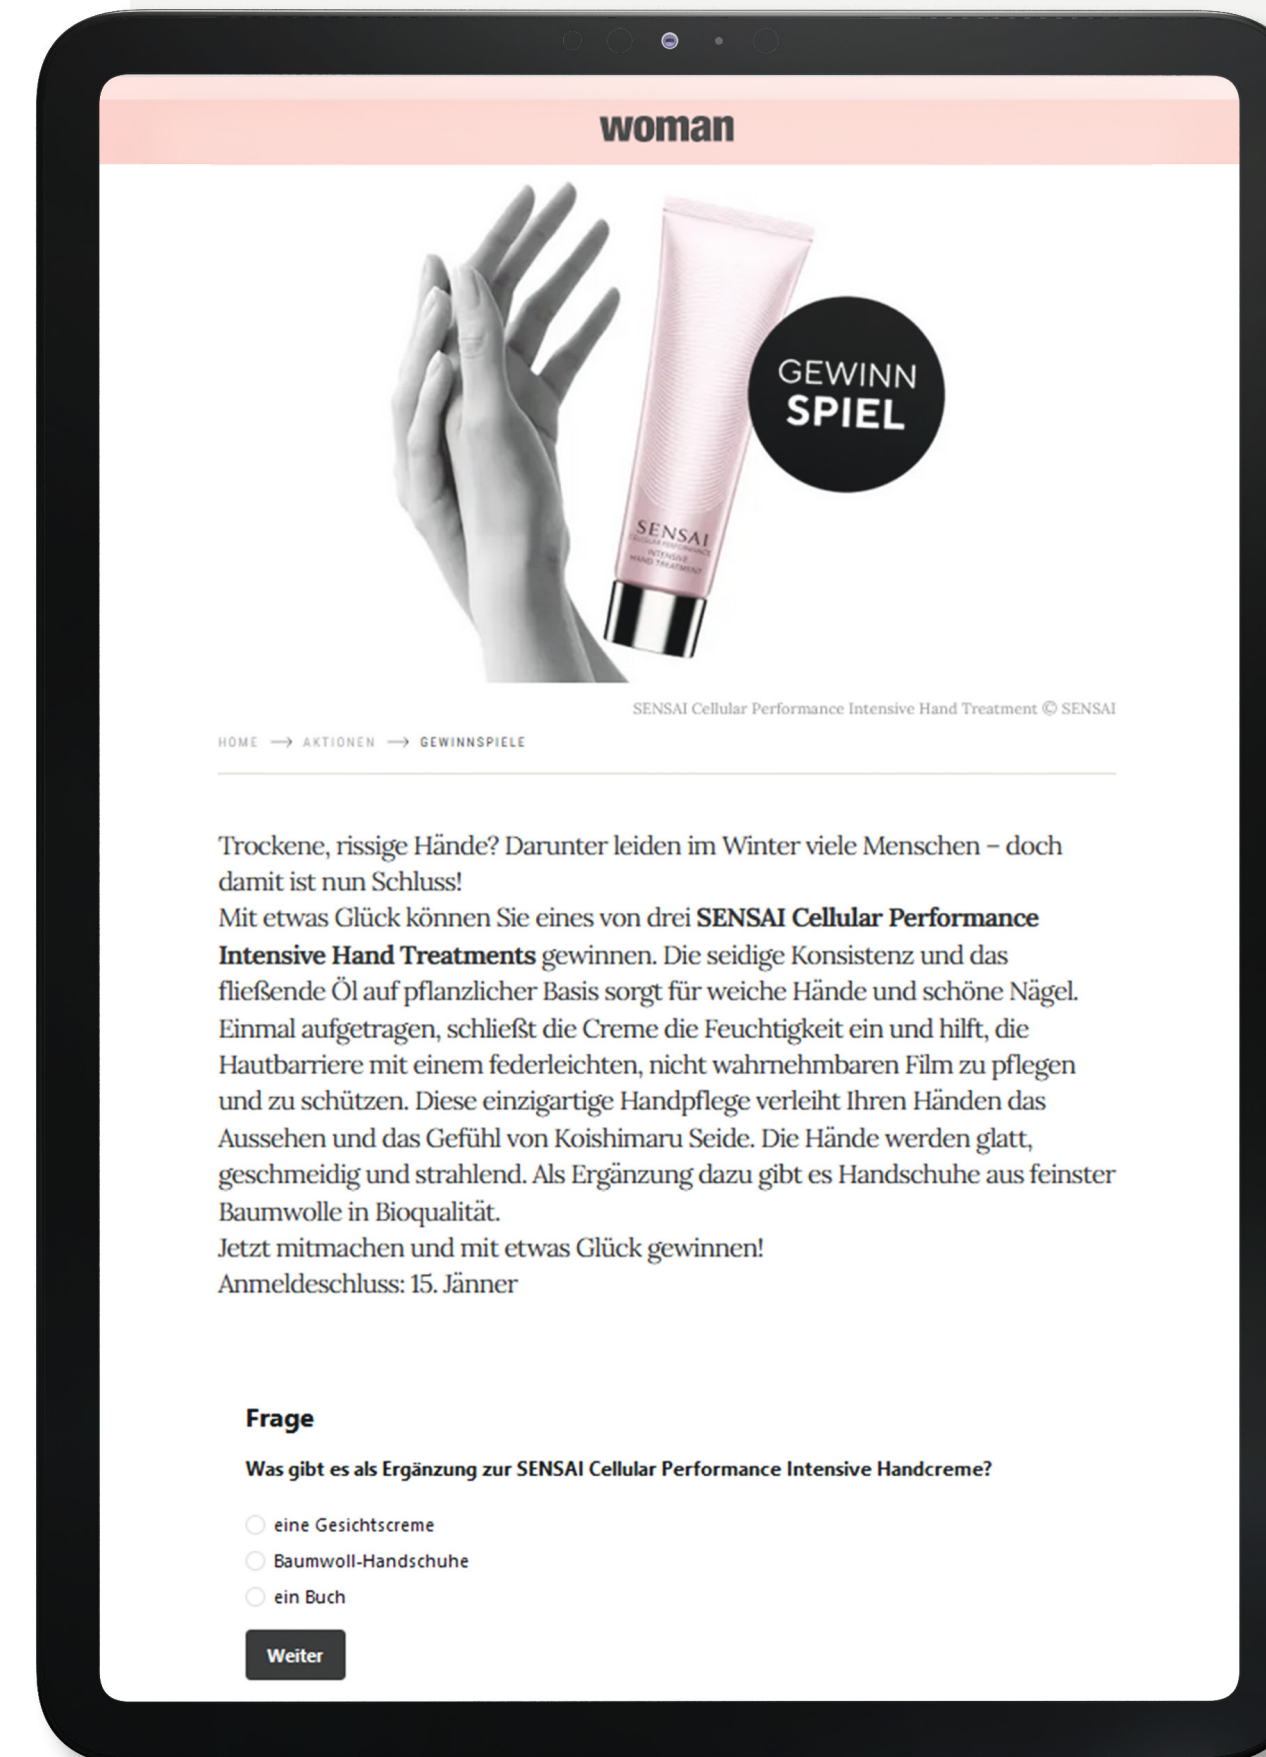 woman
GEWINN
SPIEL
SENSAI
CELLULAR PERFORMANCE
INTENSIVE
HAND TREATMENT
SENSAI Cellular Performance Intensive Hand Treatment © SENSAI
HOME → AKTIONEN → GEWINNSPIELE
Trockene, rissige Hände? Darunter leiden im Winter viele Menschen – doch
damit ist nun Schluss!
Mit etwas Glück können Sie eines von drei SENSAI Cellular Performance
Intensive Hand Treatments gewinnen. Die seidige Konsistenz und das
fließende Öl auf pflanzlicher Basis sorgt für weiche Hände und schöne Nägel.
Einmal aufgetragen, schließt die Creme die Feuchtigkeit ein und hilft, die
Hautbarriere mit einem federleichten, nicht wahrnehmbaren Film zu pflegen
und zu schützen. Diese einzigartige Handpflege verleiht Ihren Händen das
Aussehen und das Gefühl von Koishimaru Seide. Die Hände werden glatt,
geschmeidig und strahlend. Als Ergänzung dazu gibt es Handschuhe aus feinster
Baumwolle in Bioqualität.
Jetzt mitmachen und mit etwas Glück gewinnen!
Anmeldeschluss: 15. Jänner
Frage
Was gibt es als Ergänzung zur SENSAI Cellular Performance Intensive Handcreme?
eine Gesichtscreme
Baumwoll-Handschuhe
ein Buch
Weiter